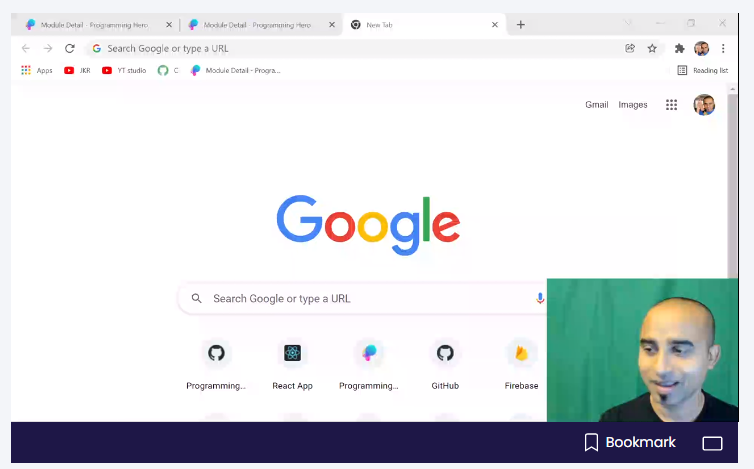 Module Detail - Programming Hero
Module Detail - Programming Hero
New Tab
Search Google or type a URL
Apps
JKR
YT studio
C
Module Detail - Progra...
Reading list
Gmail
Images
Google
Search Google or type a URL
Programming...
React App
Programming...
GitHub
Firebase
Bookmark